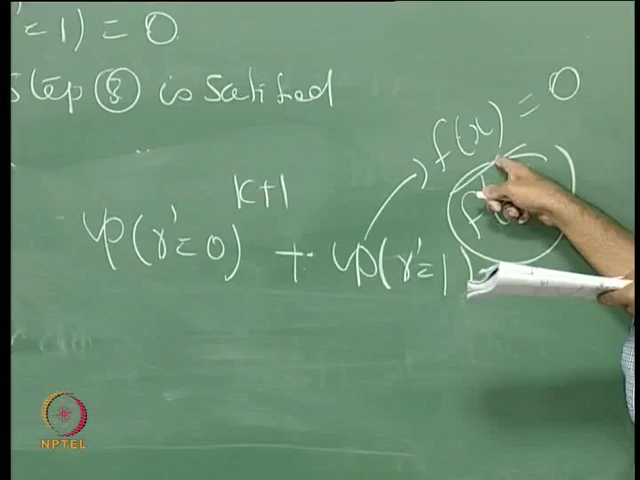 '=1) = 0
step 8 is satisfied
f(x) = 0
k+1
φ(r'=0) + φ(r'=1)
NPTEL